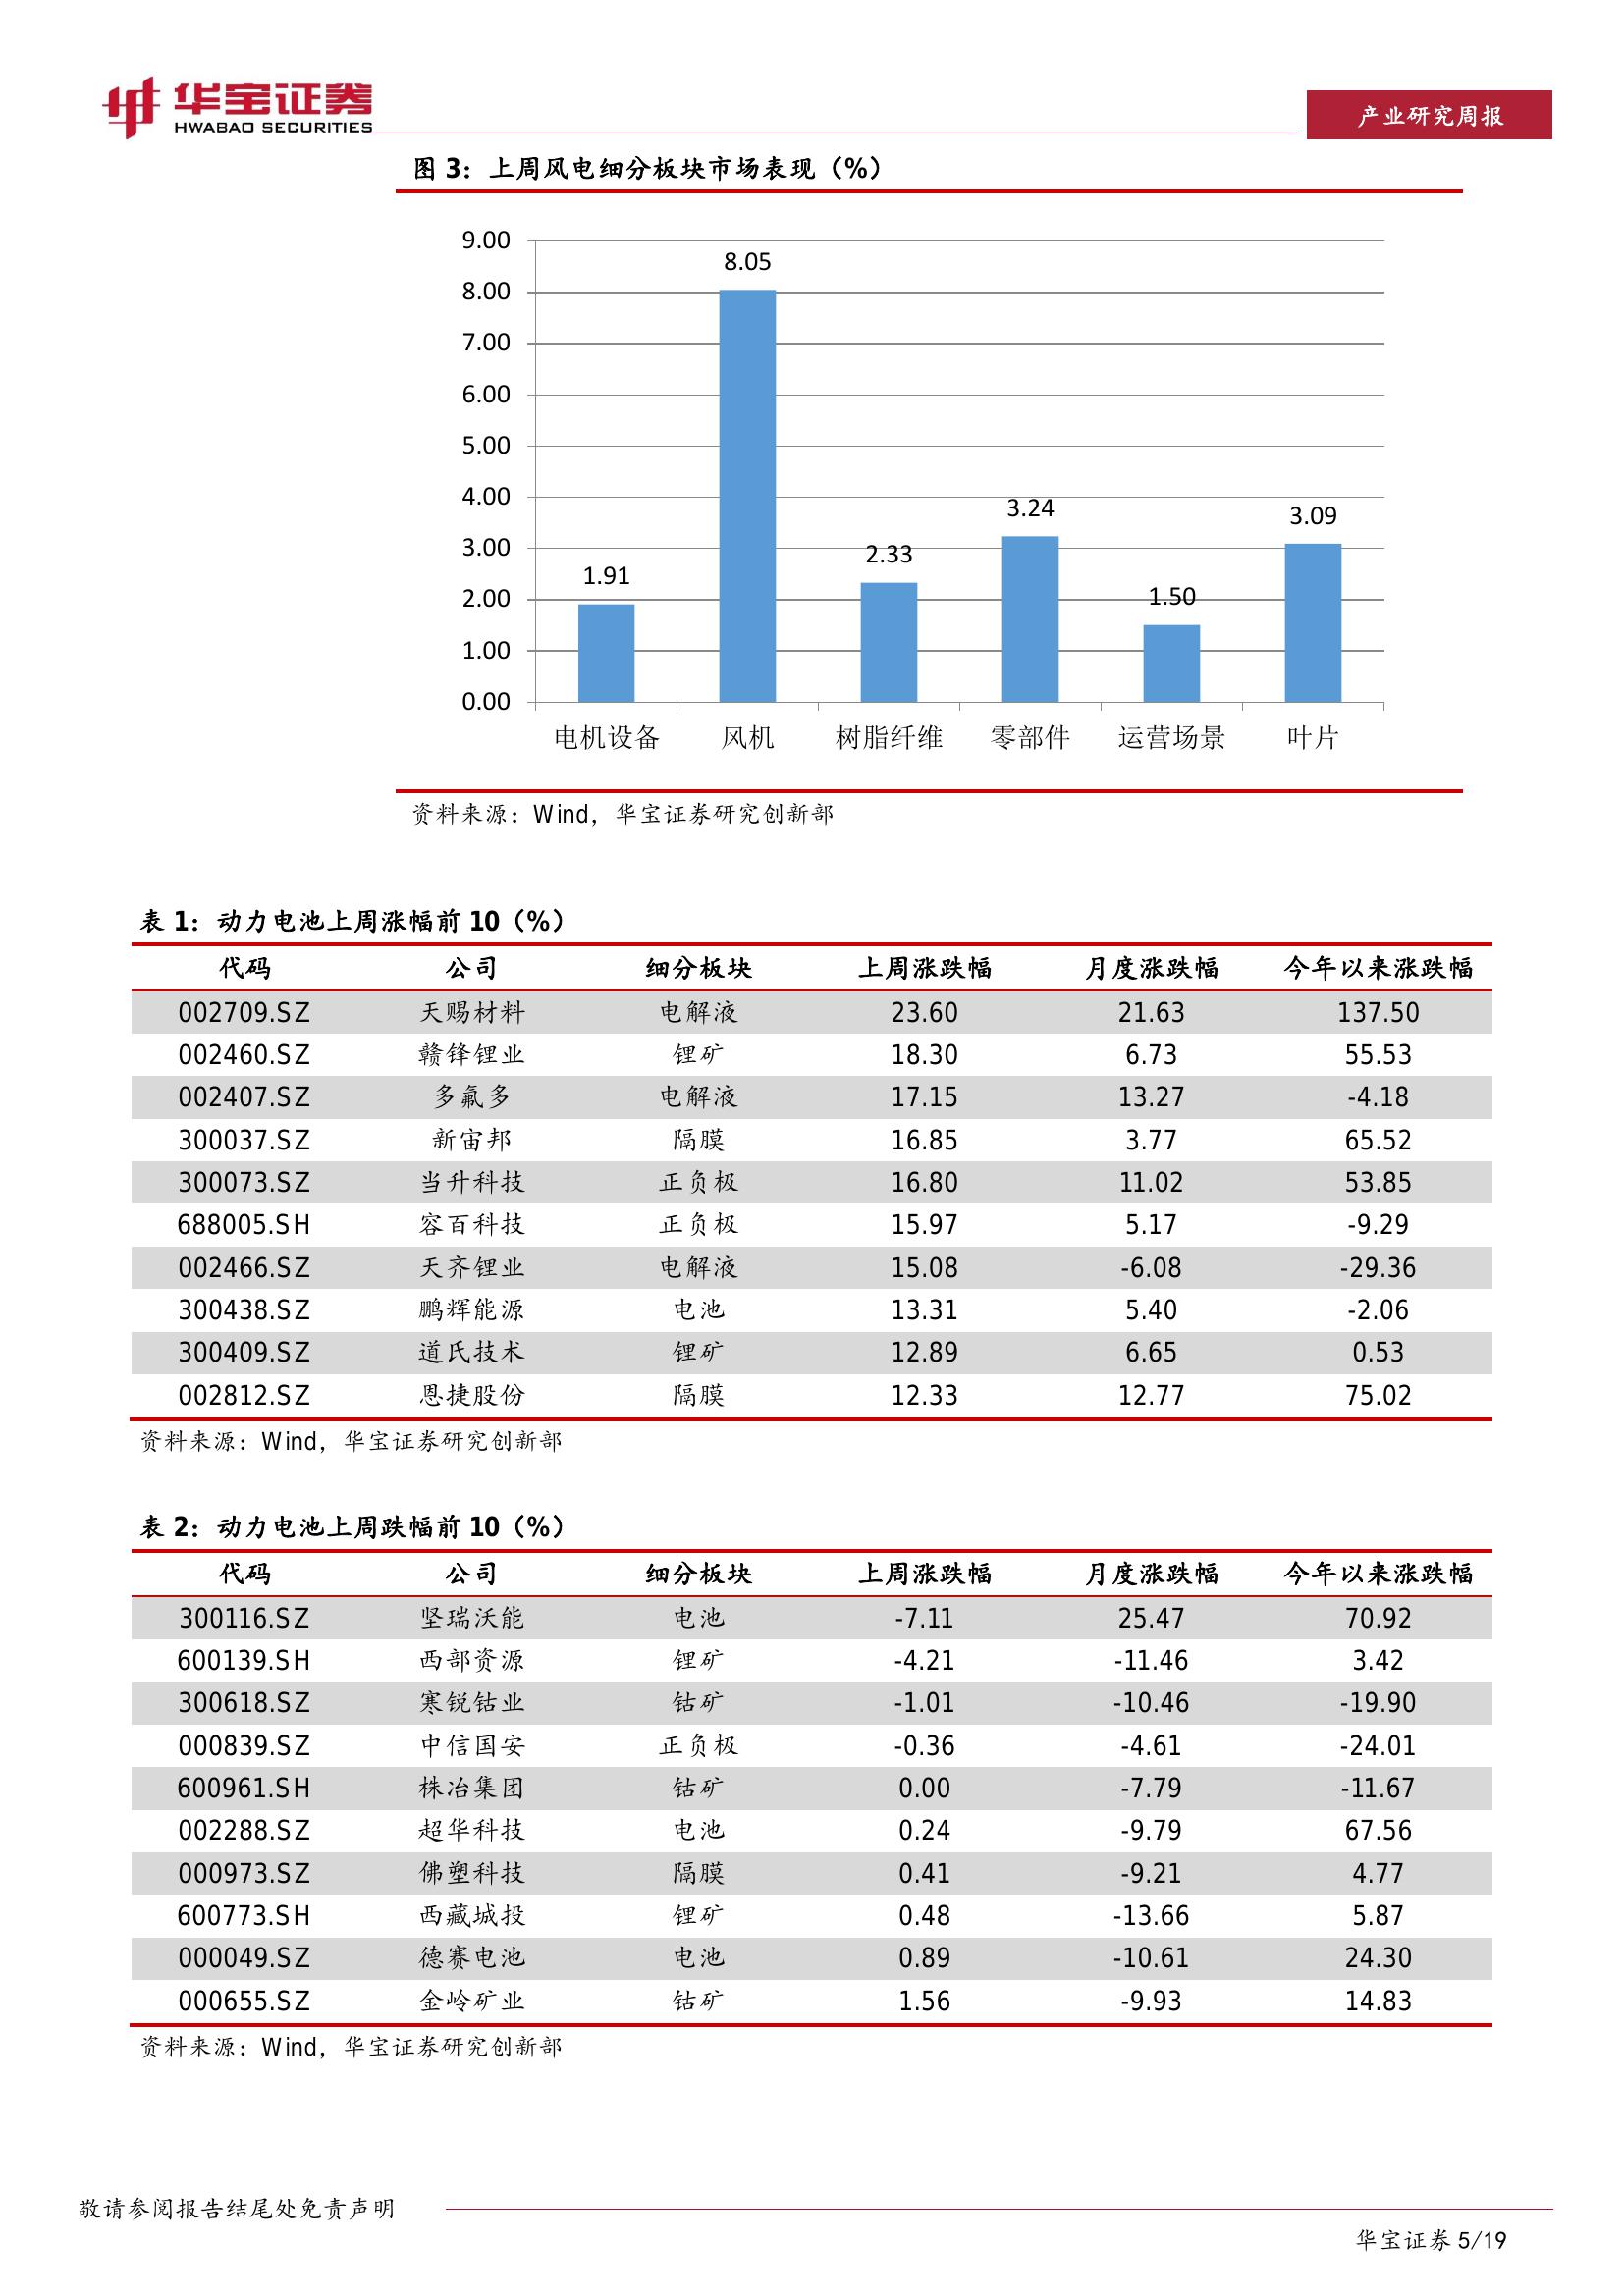 华宝证券
HWABAO SECURITIES
产业研究周报
图 3：上周风电细分板块市场表现（%）
9.00
8.00
7.00
6.00
5.00
4.00
3.00
2.00
1.00
0.00
1.91
8.05
2.33
3.24
1.50
3.09
电机设备 风机 树脂纤维 零部件 运营场景 叶片
资料来源：Wind，华宝证券研究创新部
表 1：动力电池上周涨幅前 10（%）
代码 公司 细分板块 上周涨跌幅 月度涨跌幅 今年以来涨跌幅
002709.SZ 天赐材料 电解液 23.60 21.63 137.50
002460.SZ 赣锋锂业 锂矿 18.30 6.73 55.53
002407.SZ 多氟多 电解液 17.15 13.27 -4.18
300037.SZ 新宙邦 隔膜 16.85 3.77 65.52
300073.SZ 当升科技 正负极 16.80 11.02 53.85
688005.SH 容百科技 正负极 15.97 5.17 -9.29
002466.SZ 天齐锂业 电解液 15.08 -6.08 -29.36
300438.SZ 鹏辉能源 电池 13.31 5.40 -2.06
300409.SZ 道氏技术 锂矿 12.89 6.65 0.53
002812.SZ 恩捷股份 隔膜 12.33 12.77 75.02
资料来源：Wind，华宝证券研究创新部
表 2：动力电池上周跌幅前 10（%）
代码 公司 细分板块 上周涨跌幅 月度涨跌幅 今年以来涨跌幅
300116.SZ 坚瑞沃能 电池 -7.11 25.47 70.92
600139.SH 西部资源 锂矿 -4.21 -11.46 3.42
300618.SZ 寒锐钴业 钴矿 -1.01 -10.46 -19.90
000839.SZ 中信国安 正负极 -0.36 -4.61 -24.01
600961.SH 株冶集团 钴矿 0.00 -7.79 -11.67
002288.SZ 超华科技 电池 0.24 -9.79 67.56
000973.SZ 佛塑科技 隔膜 0.41 -9.21 4.77
600773.SH 西藏城投 锂矿 0.48 -13.66 5.87
000049.SZ 德赛电池 电池 0.89 -10.61 24.30
000655.SZ 金岭矿业 钴矿 1.56 -9.93 14.83
资料来源：Wind，华宝证券研究创新部
敬请参阅报告结尾处免责声明
华宝证券 5/19